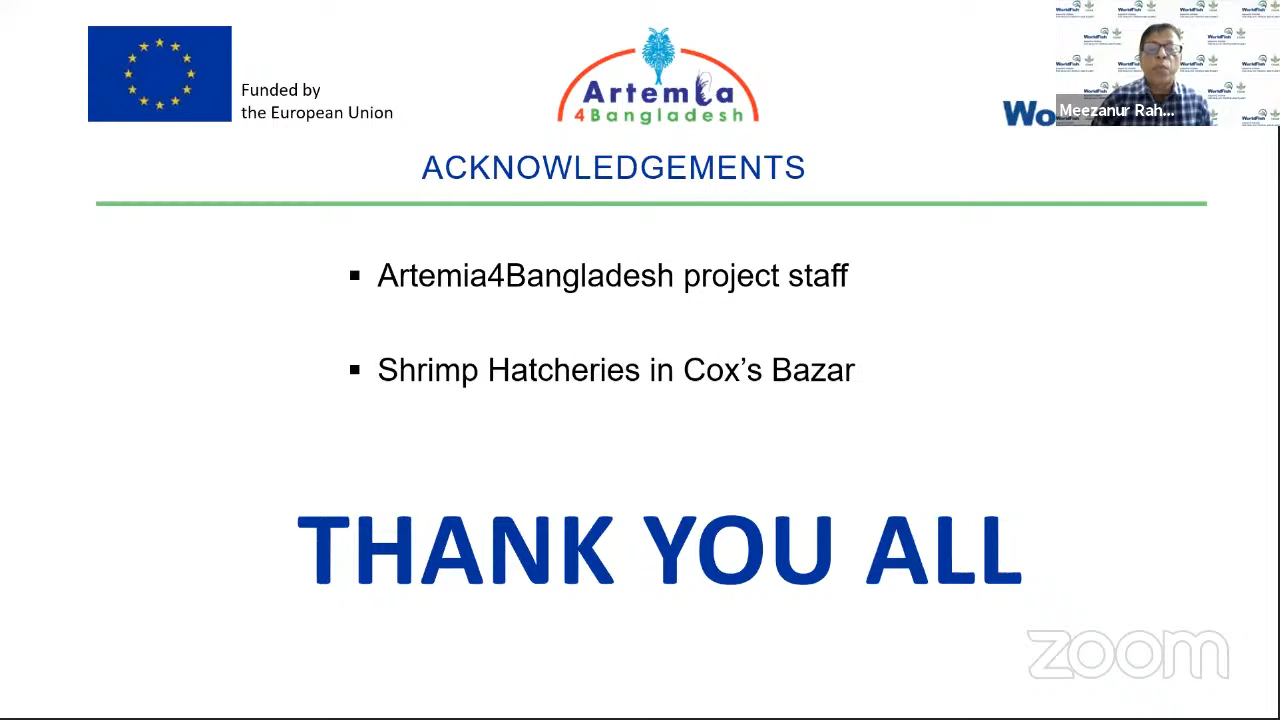 Funded by
the European Union
Artemia
4Bangladesh
WorldFish
Meezanur Rah...
ACKNOWLEDGEMENTS
Artemia4Bangladesh project staff
Shrimp Hatcheries in Cox’s Bazar
THANK YOU ALL
zoom